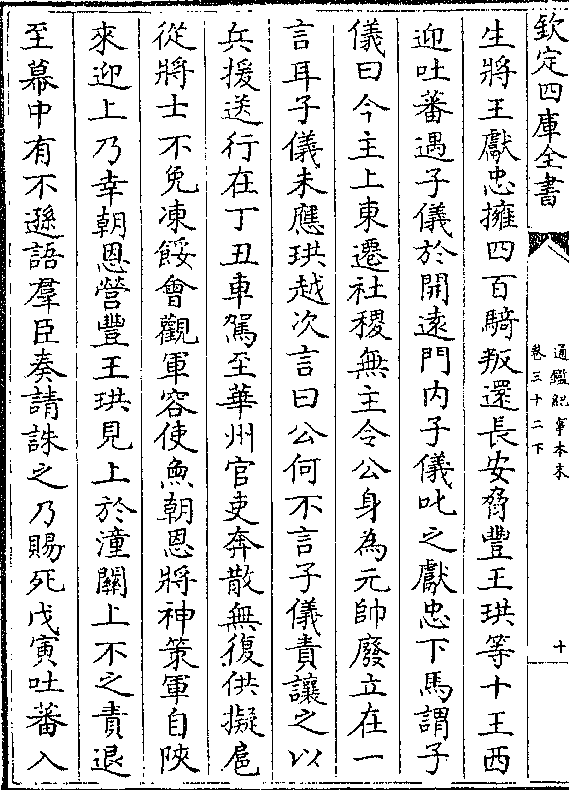 欽定四庫全書
通鑑紀事本末
卷三十二下
十
生將王獻忠擁四百騎叛還長安脅豐王珙等十王西
迎吐蕃遇子儀於開遠門內子儀叱之獻忠下馬謂子
儀曰今主上東遷社稷無主令公身為元帥廢立在一
言耳子儀未應珙越次言曰公何不言子儀責讓之以
兵援送行在丁丑車駕至華州官吏奔散無復供擬扈
從將士不免凍餒會觀軍容使魚朝恩將神策軍自陜
來迎上乃幸朝恩營豐王珙見上於潼關上不之責退
至幕中有不遜語羣臣奏請誅之乃賜死戊寅吐蕃入